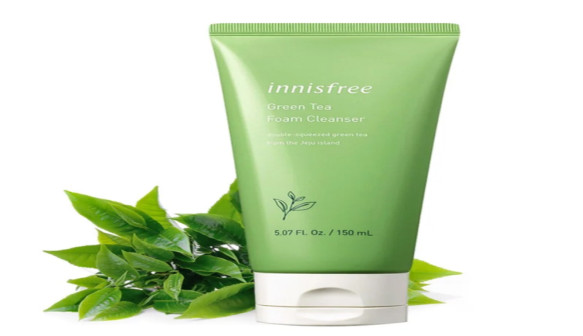 innisfree
Green Tea
Foam Cleanser
Double-squeezed green tea
from the Jeju island
5.07 Fl. Oz. / 150 mL